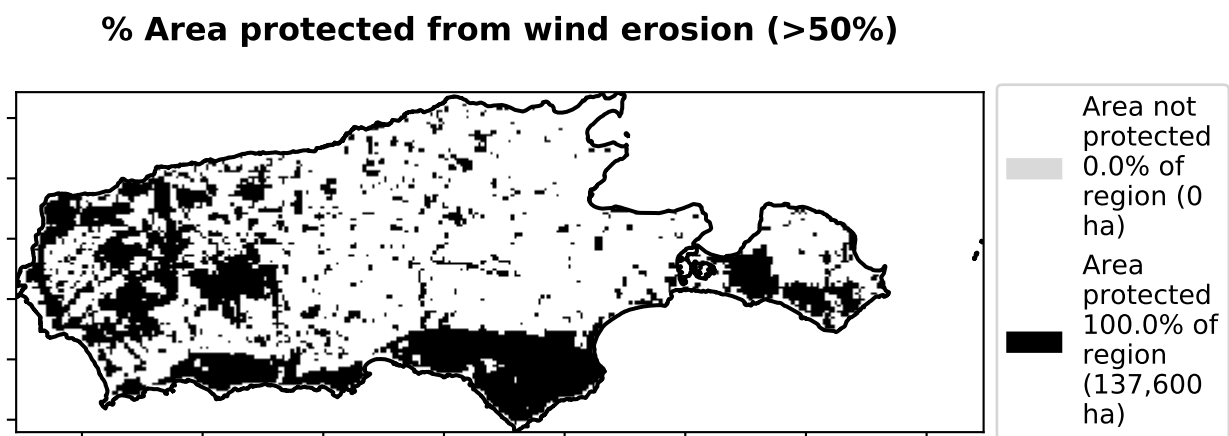 % Area protected from wind erosion (>50%)
Area not
protected
0.0% of
region (0
ha)
Area
protected
100.0% of
region
(137,600
ha)